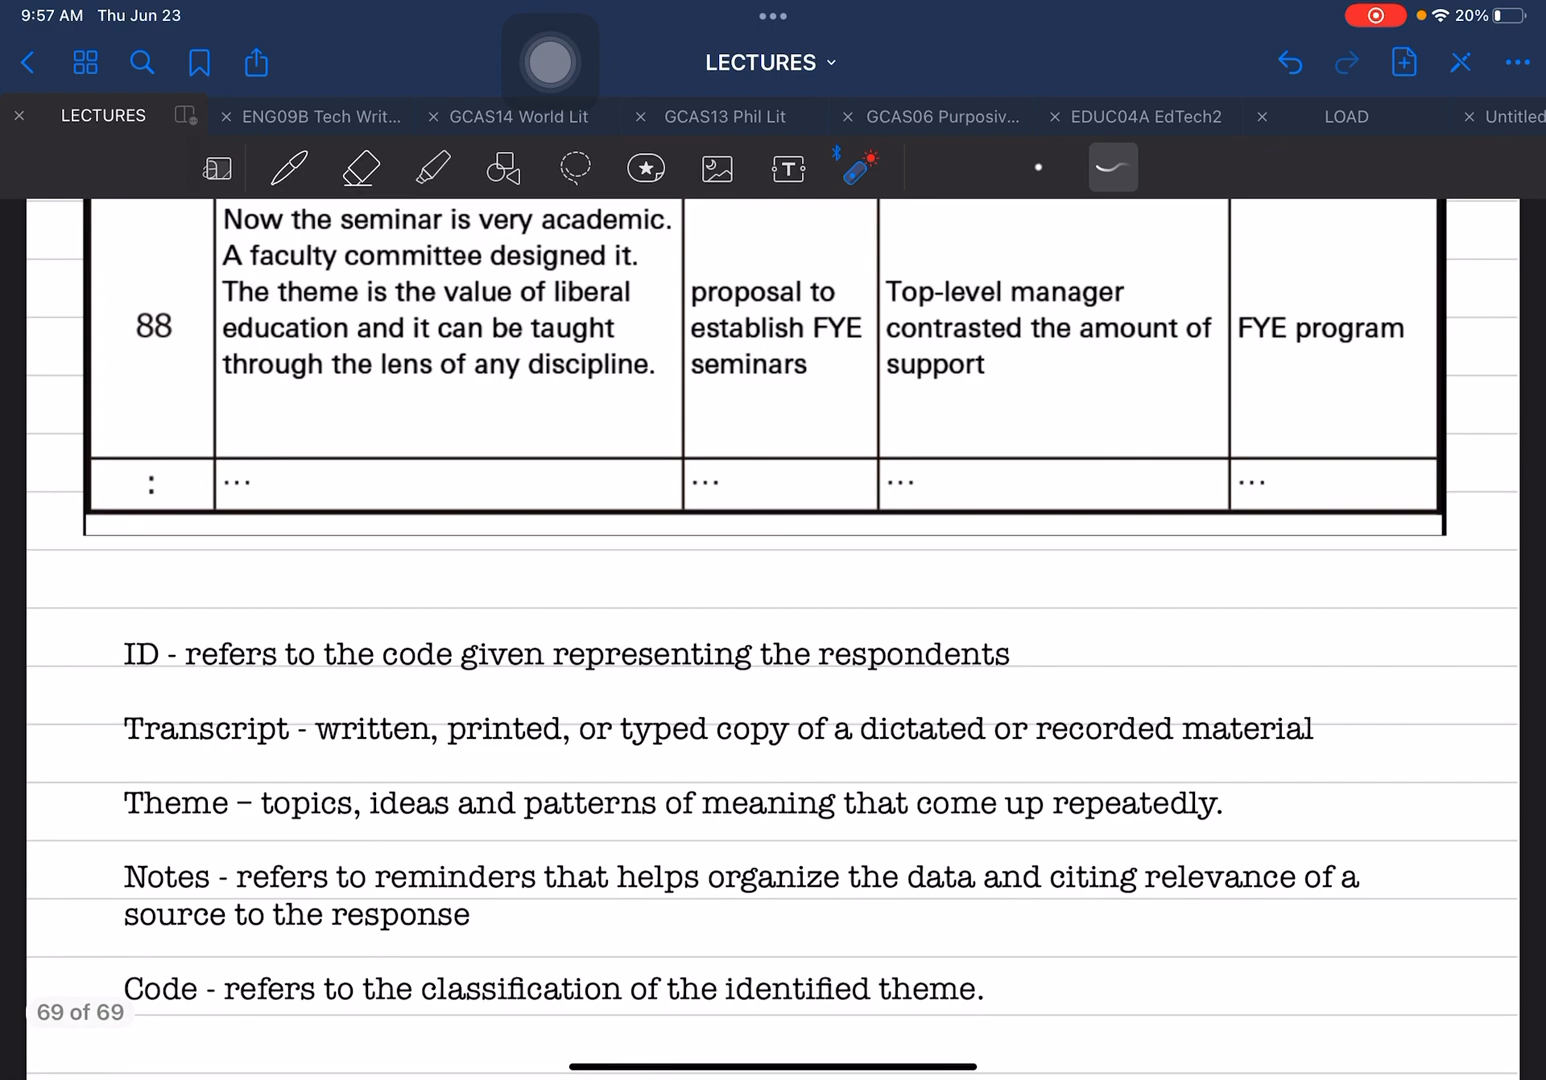 9:57 AM Thu Jun 23
20%
LECTURES
LECTURES
ENG09B Tech Writ...
GCAS14 World Lit
GCAS13 Phil Lit
GCAS06 Purposiv...
EDUC04A EdTech2
LOAD
Untitled
88
Now the seminar is very academic.
A faculty committee designed it.
The theme is the value of liberal
education and it can be taught
through the lens of any discipline.
proposal to
establish FYE
seminars
Top-level manager
contrasted the amount of
support
FYE program
:
...
...
...
...
ID - refers to the code given representing the respondents
Transcript - written, printed, or typed copy of a dictated or recorded material
Theme – topics, ideas and patterns of meaning that come up repeatedly.
Notes - refers to reminders that helps organize the data and citing relevance of a
source to the response
Code - refers to the classification of the identified theme.
69 of 69